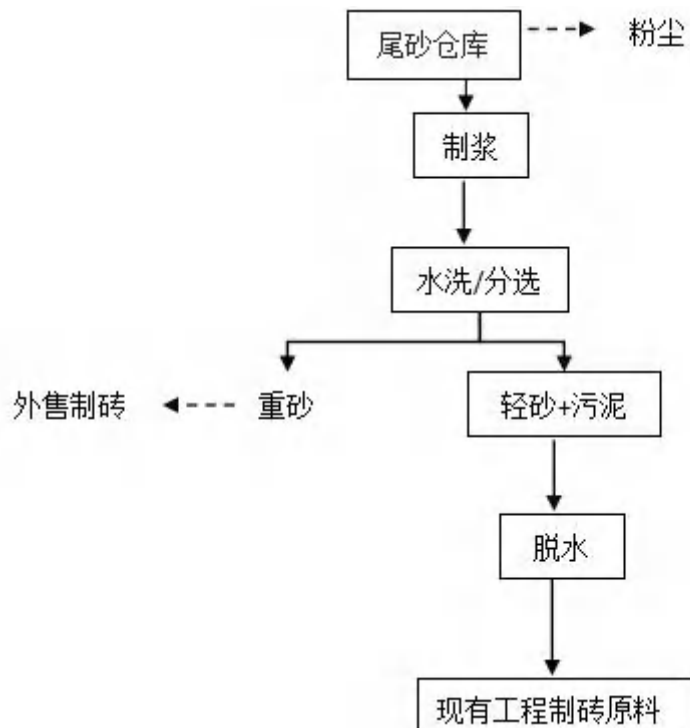 尾砂仓库
粉尘
制浆
水洗/分选
外售制砖
重砂
轻砂+污泥
脱水
现有工程制砖原料